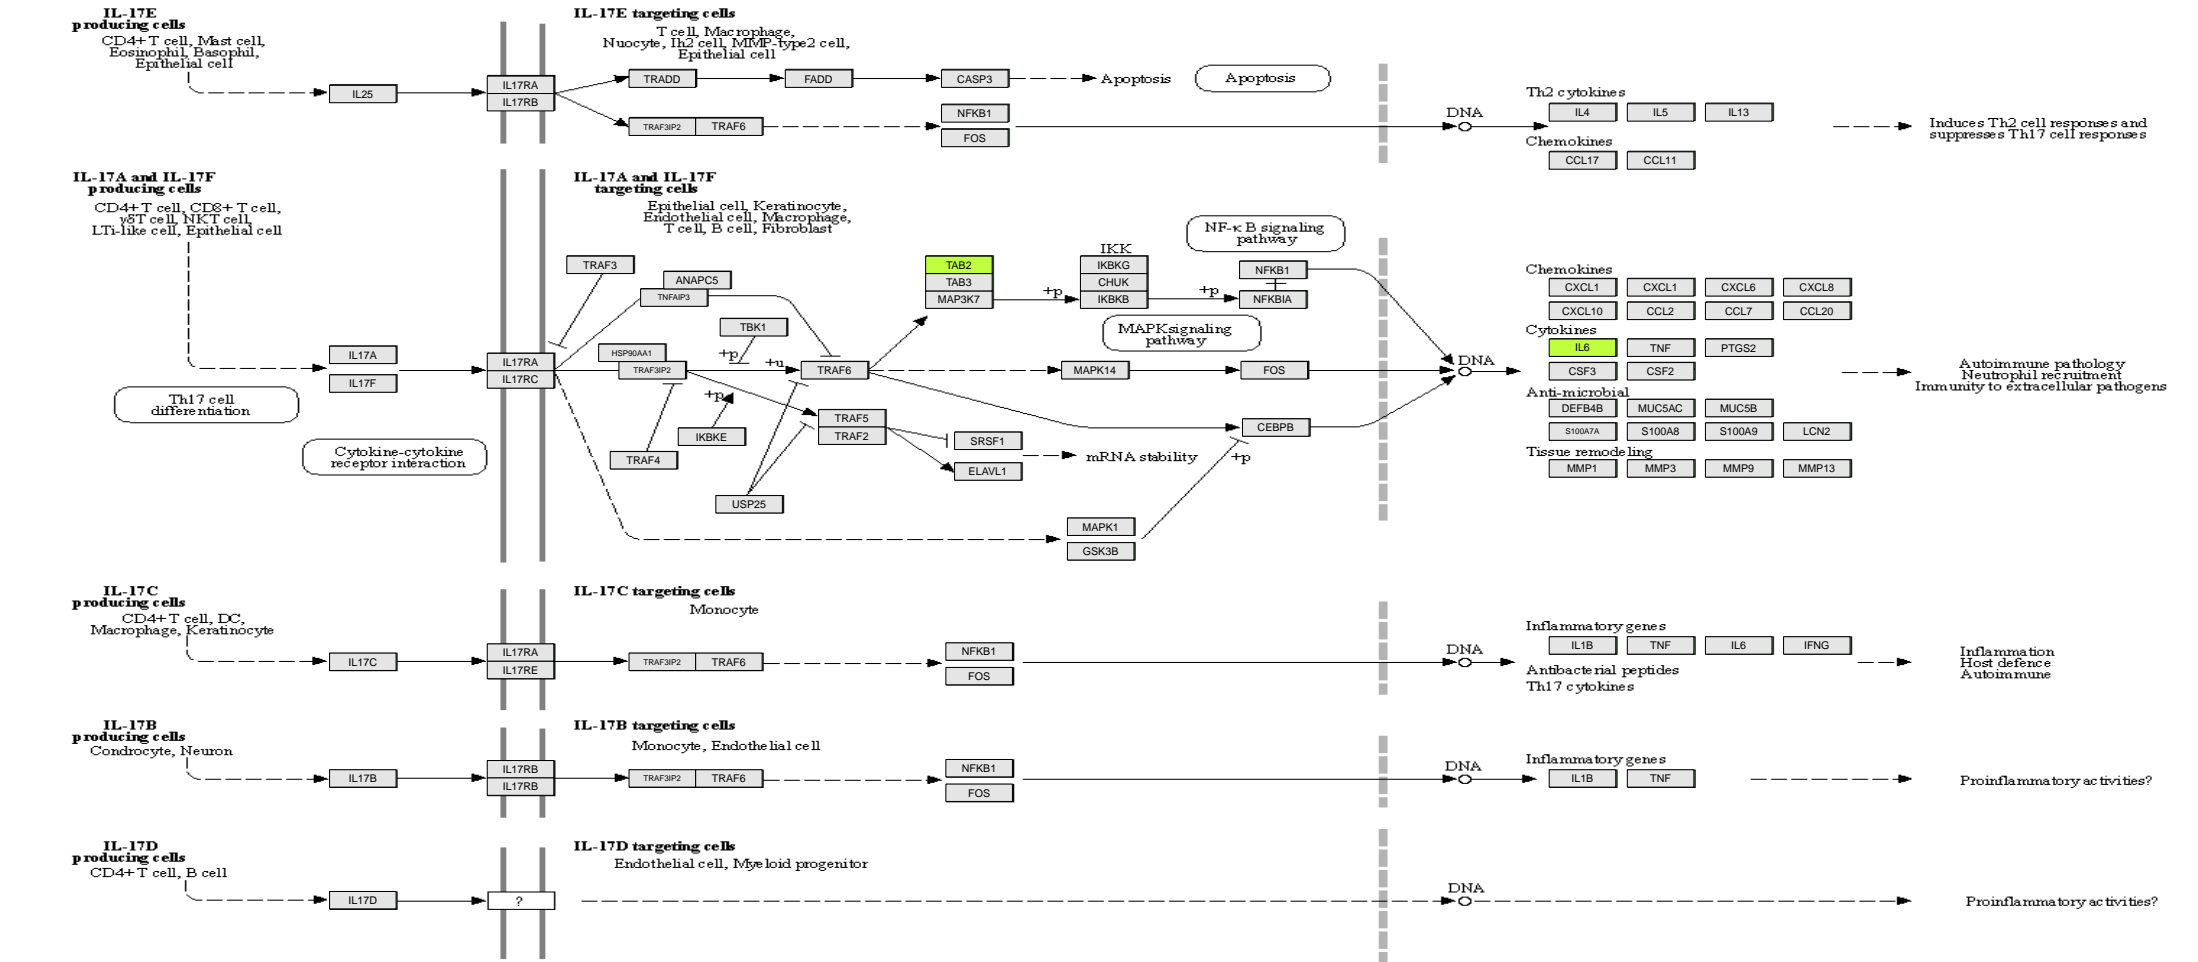 IL-17E
producing cells
CD4+ T cell, Mast cell,
Eosinophil, Basophil,
Epithelial cell
IL25
IL17RA
IL17RB
IL-17E targeting cells
T cell, Macrophage,
Nuocyte, Ih2 cell, MMP-type2 cell,
Epithelial cell
TRADD
FADD
CASP3
Apoptosis
Apoptosis
TRAF3IP2
TRAF6
NFKB1
FOS
DNA
Th2 cytokines
IL4
IL5
IL13
Chemokines
CCL17
CCL11
Induces Th2 cell responses and
suppresses Th17 cell responses
IL-17A and IL-17F
producing cells
CD4+ T cell, CD8+ T cell,
γδT cell, NKT cell,
LTi-like cell, Epithelial cell
IL17A
IL17F
Th17 cell
differentiation
Cytokine-cytokine
receptor interaction
IL17RA
IL17RC
IL-17A and IL-17F
targeting cells
Epithelial cell, Keratinocyte,
Endothelial cell, Macrophage,
T cell, B cell, Fibroblast
TRAF3
ANAPC5
TNFAIP3
TBK1
+p
HSP90AA1
TRAF3IP2
+u
TRAF6
+p
IKBKE
TRAF4
TRAF5
TRAF2
USP25
SRSF1
ELAVL1
mRNA stability
TAB2
TAB3
MAP3K7
+p
IKK
IKBKG
CHUK
IKBKB
+p
NF-κB signaling
pathway
NFKB1
NFKBIA
MAPK signaling
pathway
MAPK14
FOS
CEBPB
+p
MAPK1
GSK3B
DNA
Chemokines
CXCL1
CXCL1
CXCL6
CXCL8
CXCL10
CCL2
CCL7
CCL20
Cytokines
IL6
TNF
PTGS2
CSF3
CSF2
Anti-microbial
DEFB4B
MUC5AC
MUC5B
S100A7A
S100A8
S100A9
LCN2
Tissue remodeling
MMP1
MMP3
MMP9
MMP13
Autoimmune pathology
Neutrophil recruitment
Immunity to extracellular pathogens
IL-17C
producing cells
CD4+ T cell, DC,
Macrophage, Keratinocyte
IL17C
IL17RA
IL17RE
IL-17C targeting cells
Monocyte
TRAF3IP2
TRAF6
NFKB1
FOS
DNA
Inflammatory genes
IL1B
TNF
IL6
IFNG
Antibacterial peptides
Th17 cytokines
Inflammation
Host defence
Autoimmune
IL-17B
producing cells
Condrocyte, Neuron
IL17B
IL17RB
IL17RB
IL-17B targeting cells
Monocyte, Endothelial cell
TRAF3IP2
TRAF6
NFKB1
FOS
DNA
Inflammatory genes
IL1B
TNF
Proinflammatory activities?
IL-17D
producing cells
CD4+ T cell, B cell
IL17D
?
IL-17D targeting cells
Endothelial cell, Myeloid progenitor
DNA
Proinflammatory activities?